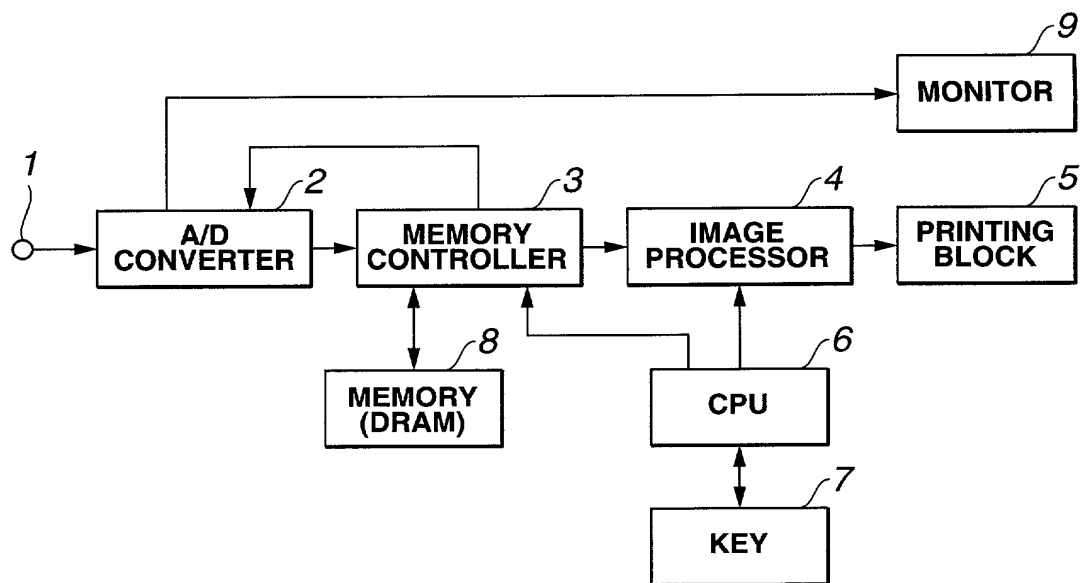 9
MONITOR
1
2
A/D
CONVERTER
3
MEMORY
CONTROLLER
4
IMAGE
PROCESSOR
5
PRINTING
BLOCK
8
MEMORY
(DRAM)
6
CPU
7
KEY